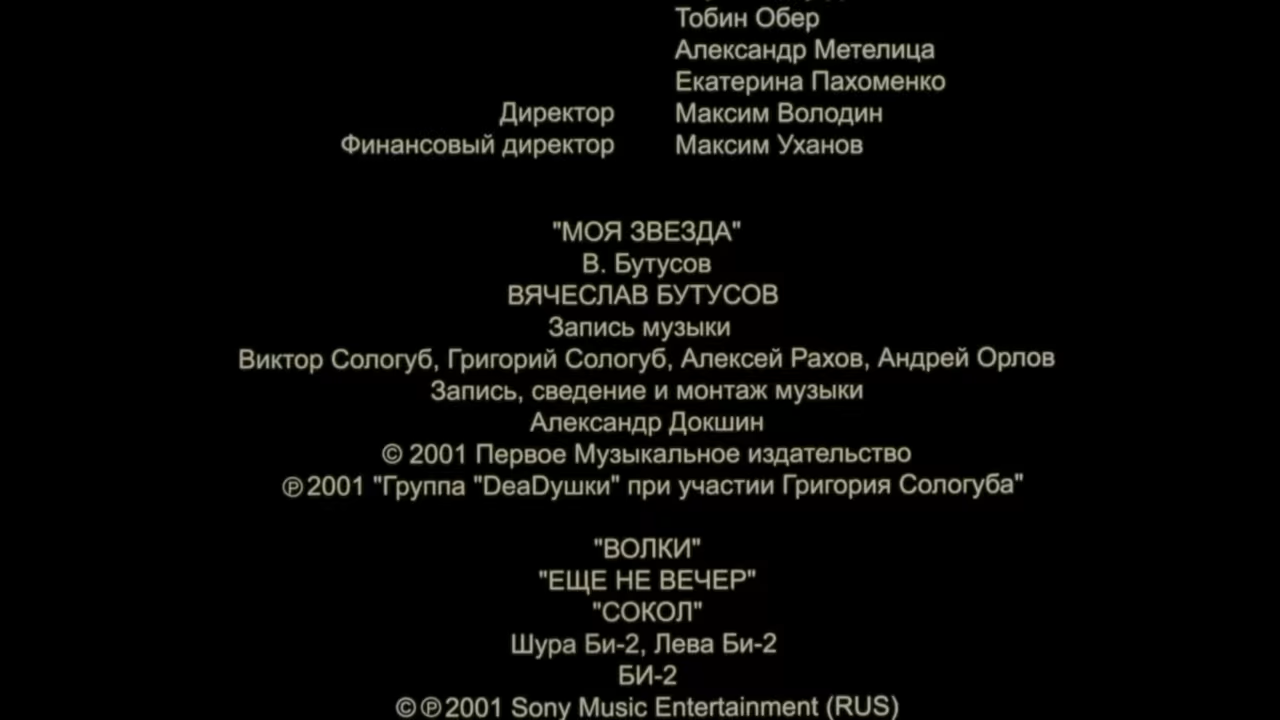 Тобин Обер
Александр Метелица
Екатерина Пахоменко
Директор Максим Володин
Финансовый директор Максим Уханов
"МОЯ ЗВЕЗДА"
В. Бутусов
ВЯЧЕСЛАВ БУТУСОВ
Запись музыки
Виктор Сологуб, Григорий Сологуб, Алексей Рахов, Андрей Орлов
Запись, сведение и монтаж музыки
Александр Докшин
© 2001 Первое Музыкальное издательство
℗2001 "Группа "DeaDушки" при участии Григория Сологуба"
"ВОЛКИ"
"ЕЩЕ НЕ ВЕЧЕР"
"СОКОЛ"
Шура Би-2, Лева Би-2
БИ-2
©℗2001 Sony Music Entertainment (RUS)